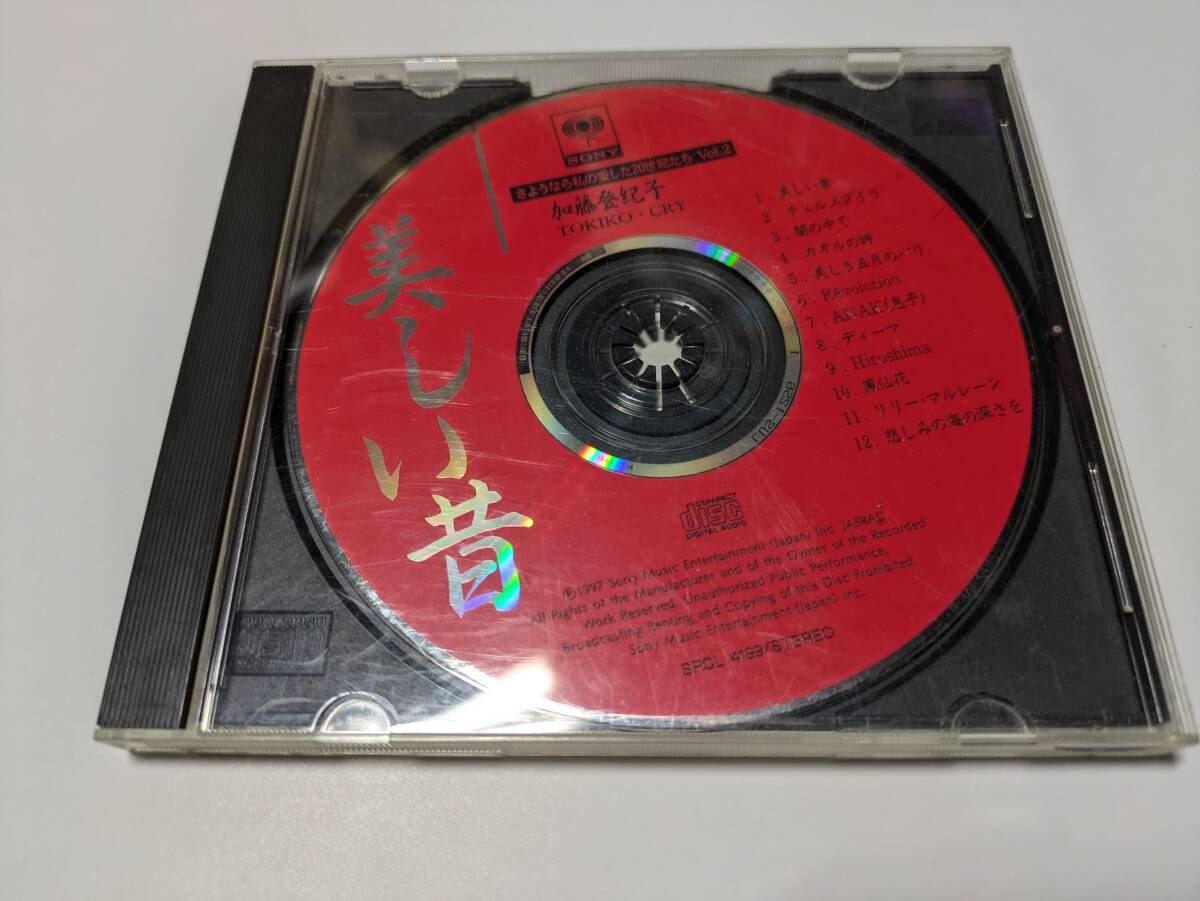 SONY
さようなら私の愛した20世紀たち Vol.2
加藤登紀子
TOKIKO・CRY
美しい昔
1. 美しい昔
2. チェルノブイリ
3. 闇の中で
4. カオルの詩
5. 美しき五月のパリ
6. Revolution
7. ANAK(息子)
8. ディーマ
9. Hiroshima
10. 鳳仙花
11. リリー・マルレーン
12. 悲しみの海の深さを
COMPACT
disc
DIGITAL AUDIO
Ⓟ1997 Sony Music Entertainment (Japan) Inc. JASRAC
All Rights of the Manufacturer and of the Owner of the Recorded
Work Reserved. Unauthorized Public Performance,
Broadcasting Renting and Copying of this Disc Prohibited.
Sony Music Entertainment (Japan) Inc.
SRCL 4199/STEREO